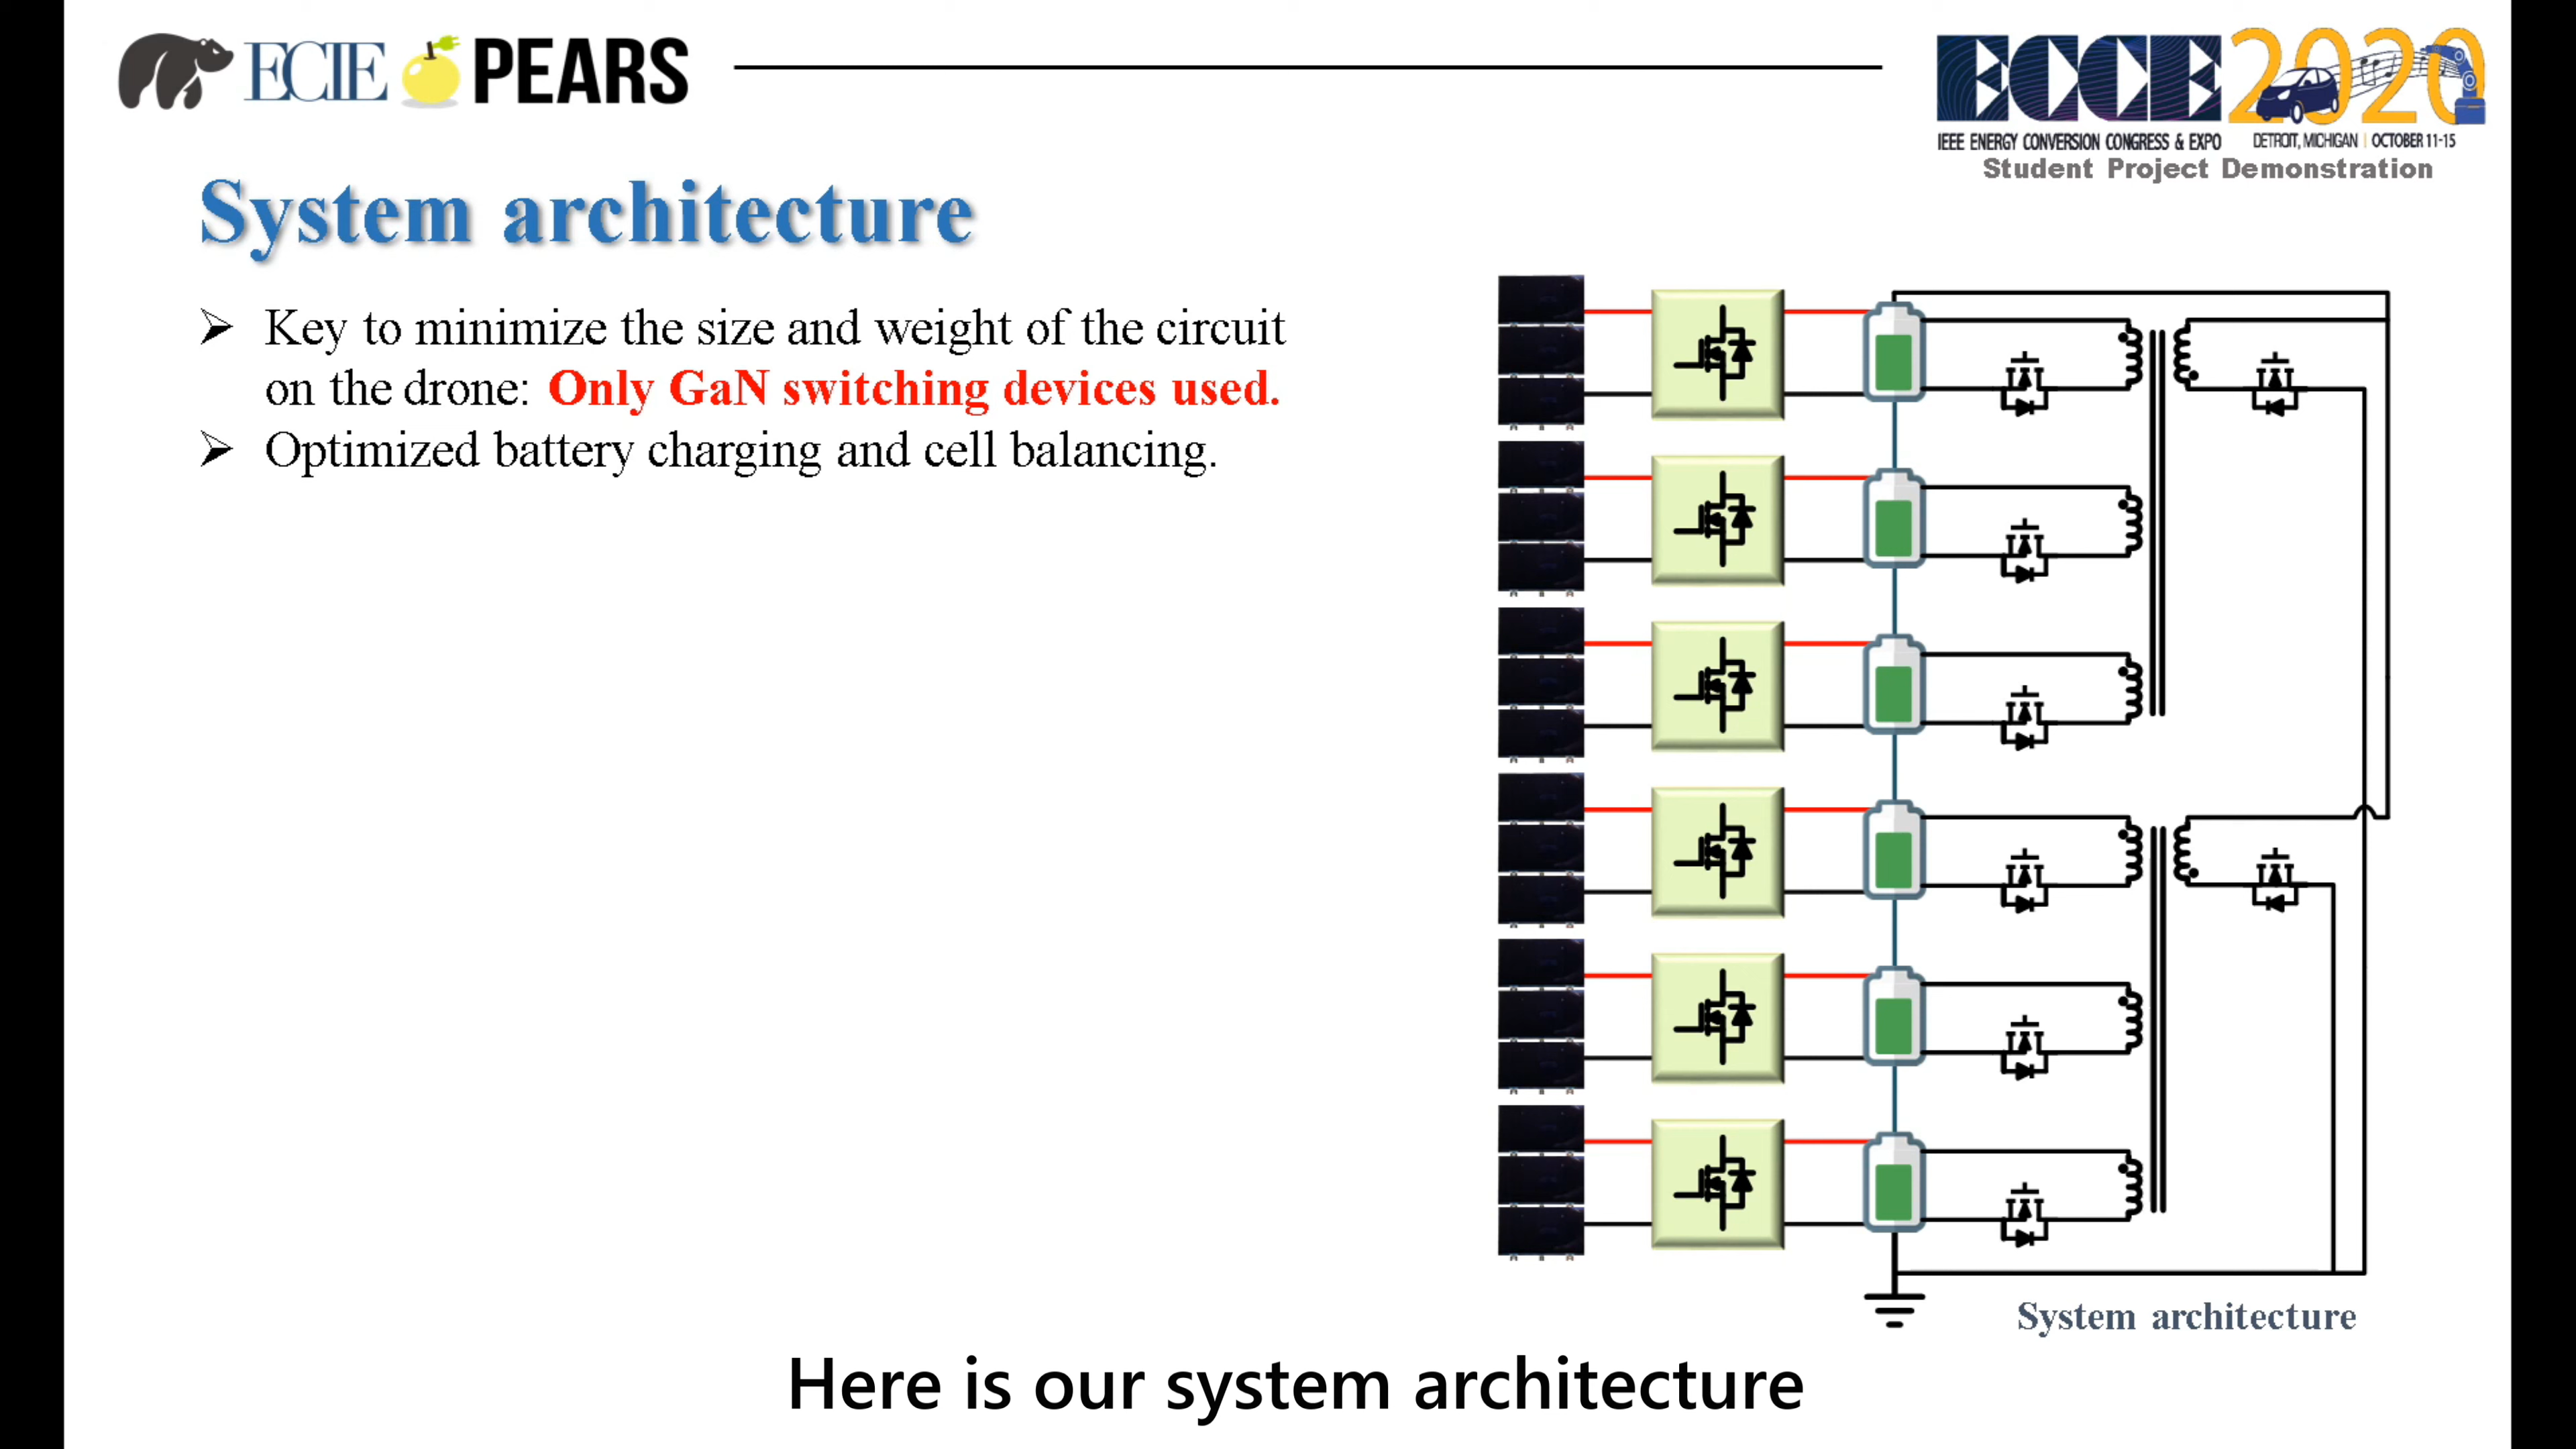 ECIE PEARS
ECCE 2020
IEEE ENERGY CONVERSION CONGRESS & EXPO DETROIT, MICHIGAN | OCTOBER 11-15
Student Project Demonstration
System architecture
Key to minimize the size and weight of the circuit
on the drone: Only GaN switching devices used.
Optimized battery charging and cell balancing.
System architecture
Here is our system architecture